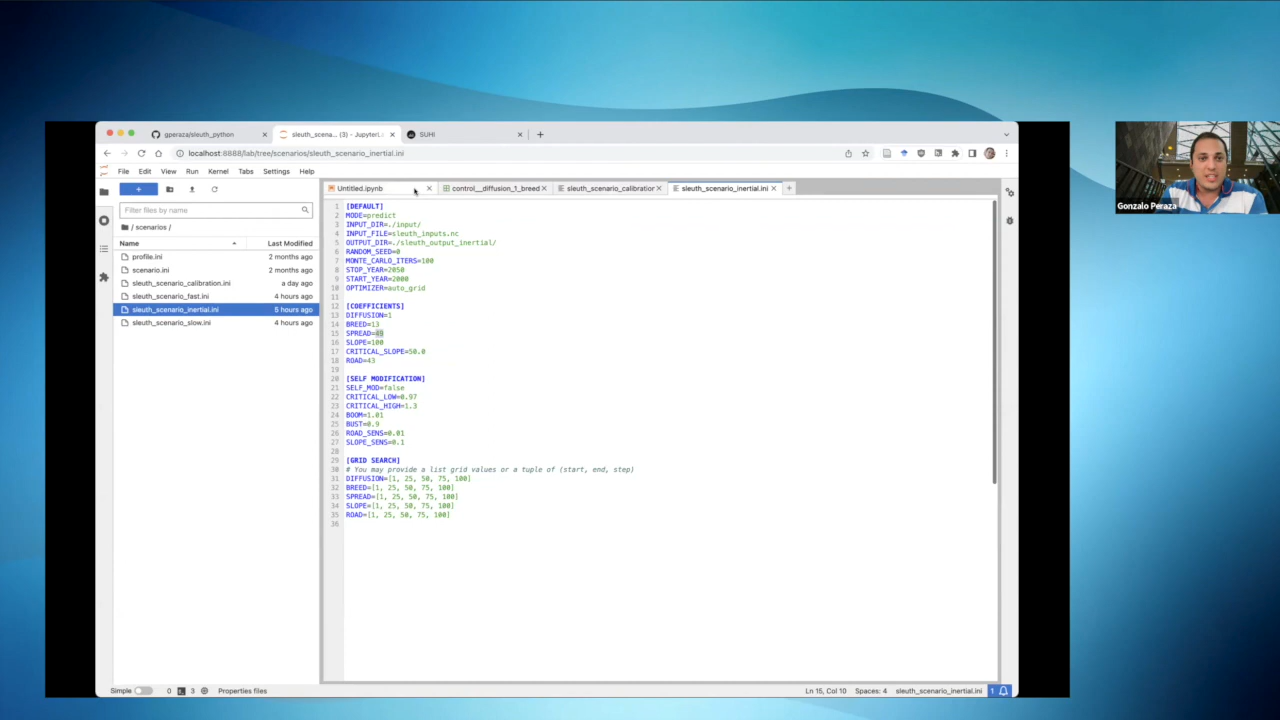 gperaza/sleuth_python
sleuth_scena... (3) - JupyterL
SUHI
localhost:8888/lab/tree/scenarios/sleuth_scenario_inertial.ini
File Edit View Run Kernel Tabs Settings Help
Untitled.ipynb
control__diffusion_1_breed
sleuth_scenario_calibration
sleuth_scenario_inertial.ini
Filter files by name
/ scenarios /
Name Last Modified
profile.ini 2 months ago
scenario.ini 2 months ago
sleuth_scenario_calibration.ini a day ago
sleuth_scenario_fast.ini 4 hours ago
sleuth_scenario_inertial.ini 5 hours ago
sleuth_scenario_slow.ini 4 hours ago
1 [DEFAULT]
2 MODE=predict
3 INPUT_DIR=./input/
4 INPUT_FILE=sleuth_inputs.nc
5 OUTPUT_DIR=./sleuth_output_inertial/
6 RANDOM_SEED=0
7 MONTE_CARLO_ITERS=100
8 STOP_YEAR=2050
9 START_YEAR=2000
10 OPTIMIZER=auto_grid
11
12 [COEFFICIENTS]
13 DIFFUSION=1
14 BREED=13
15 SPREAD=49
16 SLOPE=100
17 CRITICAL_SLOPE=50.0
18 ROAD=43
19
20 [SELF MODIFICATION]
21 SELF_MOD=false
22 CRITICAL_LOW=0.97
23 CRITICAL_HIGH=1.3
24 BOOM=1.01
25 BUST=0.9
26 ROAD_SENS=0.01
27 SLOPE_SENS=0.1
28
29 [GRID SEARCH]
30 # You may provide a list grid values or a tuple of (start, end, step)
31 DIFFUSION=[1, 25, 50, 75, 100]
32 BREED=[1, 25, 50, 75, 100]
33 SPREAD=[1, 25, 50, 75, 100]
34 SLOPE=[1, 25, 50, 75, 100]
35 ROAD=[1, 25, 50, 75, 100]
36
Simple 0 3 Properties files
Ln 15, Col 10 Spaces: 4 sleuth_scenario_inertial.ini 1
Gonzalo Peraza